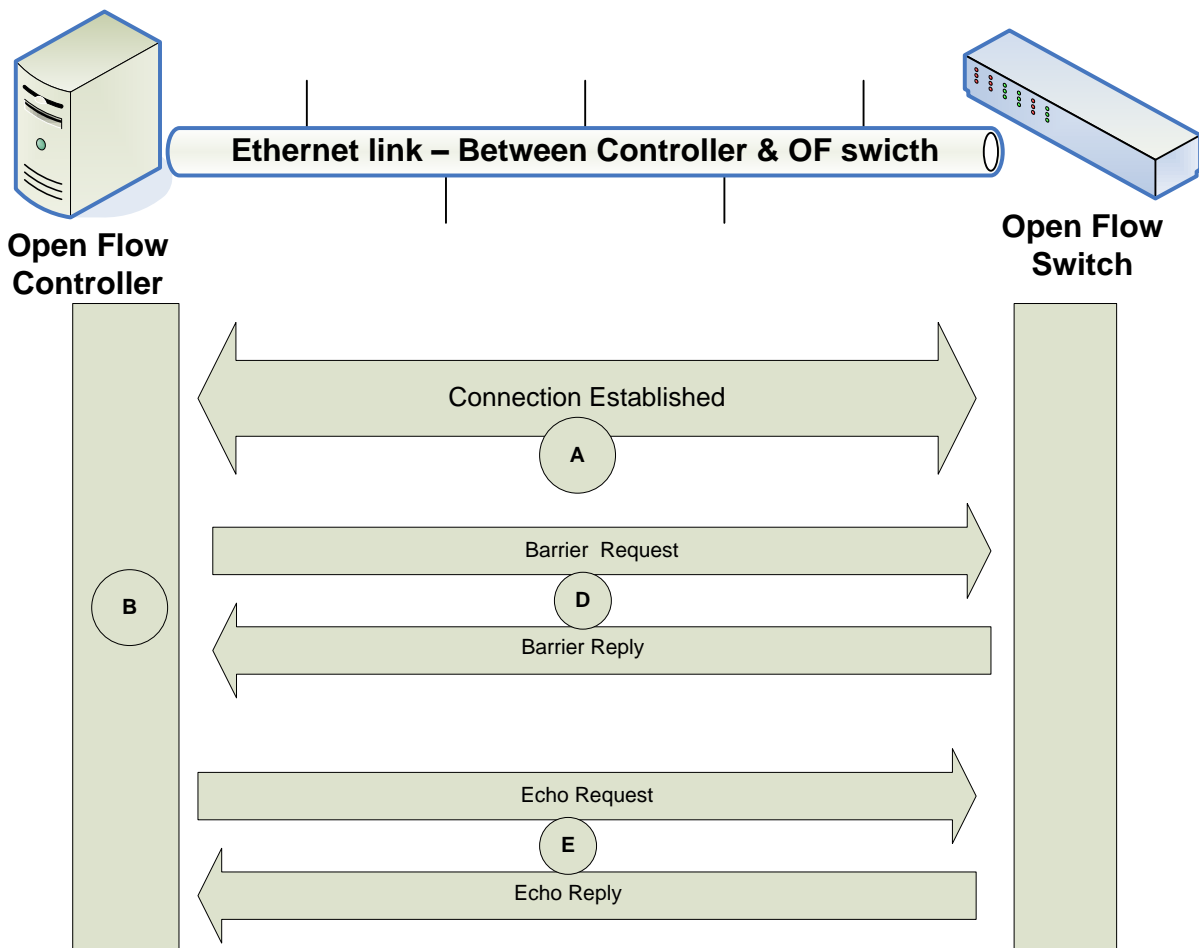 Ethernet link – Between Controller & OF swicth
Open Flow
Controller
Open Flow
Switch
Connection Established
A
Barrier  Request
B
D
Barrier Reply
Echo Request
E
Echo Reply